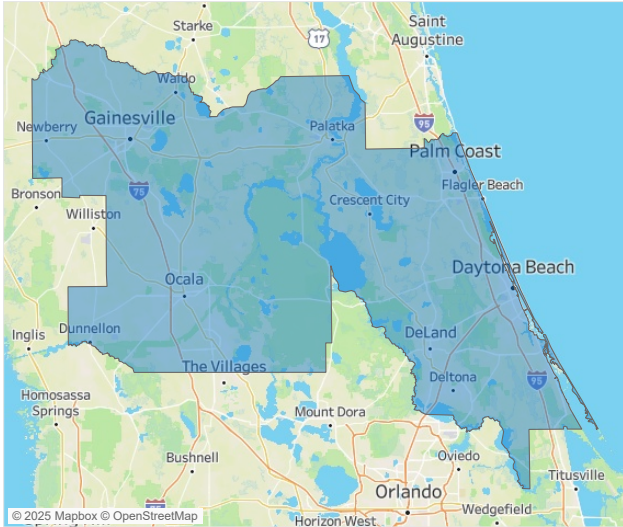 Saint
Augustine
Starke
17
Waldo
Gainesville
Newberry
Palatka
95
Palm Coast
Flagler Beach
75
Bronson
Crescent City
Williston
Daytona Beach
Ocala
Inglis
Dunnellon
DeLand
The Villages
Deltona
95
Homosassa
Springs
Mount Dora
Bushnell
Oviedo
Titusville
Orlando
Wedgefield
Horizon West
© 2025 Mapbox © OpenStreetMap